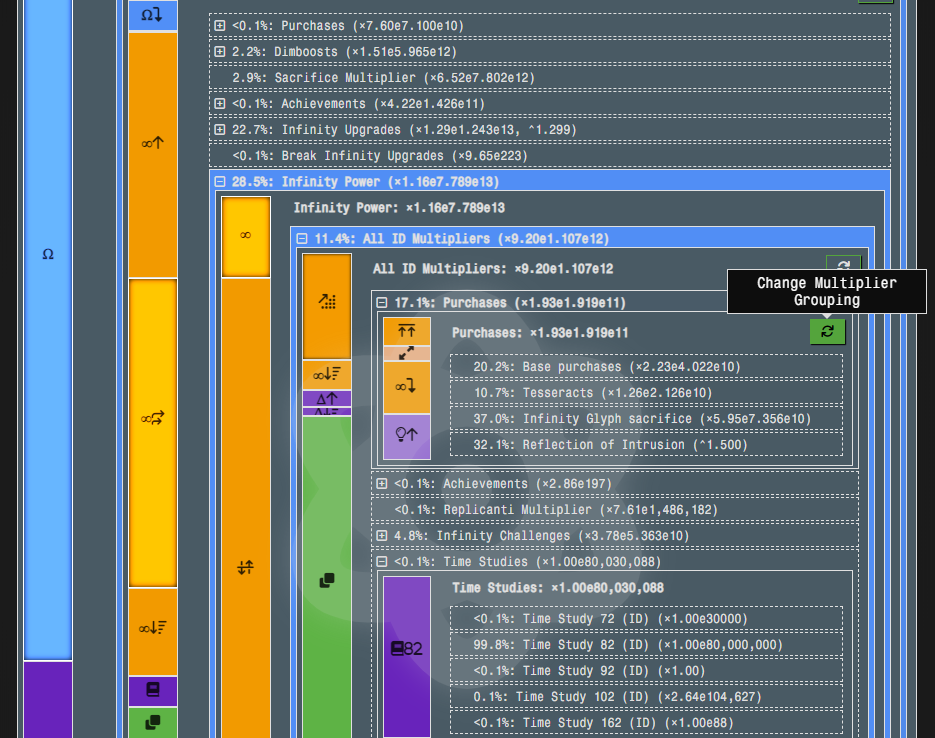 Ω↴
<0.1%: Purchases (×7.60e7.100e10)
2.2%: Dimboosts (×1.51e5.965e12)
2.9%: Sacrifice Multiplier (×6.52e7.802e12)
<0.1%: Achievements (×4.22e1.426e11)
∞↑
22.7%: Infinity Upgrades (×1.29e1.243e13, ^1.299)
<0.1%: Break Infinity Upgrades (×9.65e223)
28.5%: Infinity Power (×1.16e7.789e13)
Infinity Power: ×1.16e7.789e13
∞
11.4%: All ID Multipliers (×9.20e1.107e12)
Ω
All ID Multipliers: ×9.20e1.107e12
Change Multiplier
Grouping
17.1%: Purchases (×1.93e1.919e11)
Purchases: ×1.93e1.919e11
20.2%: Base purchases (×2.23e4.022e10)
∞
∞
10.7%: Tesseracts (×1.26e2.126e10)
Δ↑
∞
37.0%: Infinity Glyph sacrifice (×5.95e7.356e10)
32.1%: Reflection of Intrusion (^1.500)
<0.1%: Achievements (×2.86e197)
<0.1%: Replicanti Multiplier (×7.61e1,486,182)
4.8%: Infinity Challenges (×3.78e5.363e10)
<0.1%: Time Studies (×1.00e80,030,088)
Time Studies: ×1.00e80,030,088
<0.1%: Time Study 72 (ID) (×1.00e30000)
∞
82
99.8%: Time Study 82 (ID) (×1.00e80,000,000)
<0.1%: Time Study 92 (ID) (×1.00)
0.1%: Time Study 102 (ID) (×2.64e104,627)
<0.1%: Time Study 162 (ID) (×1.00e88)